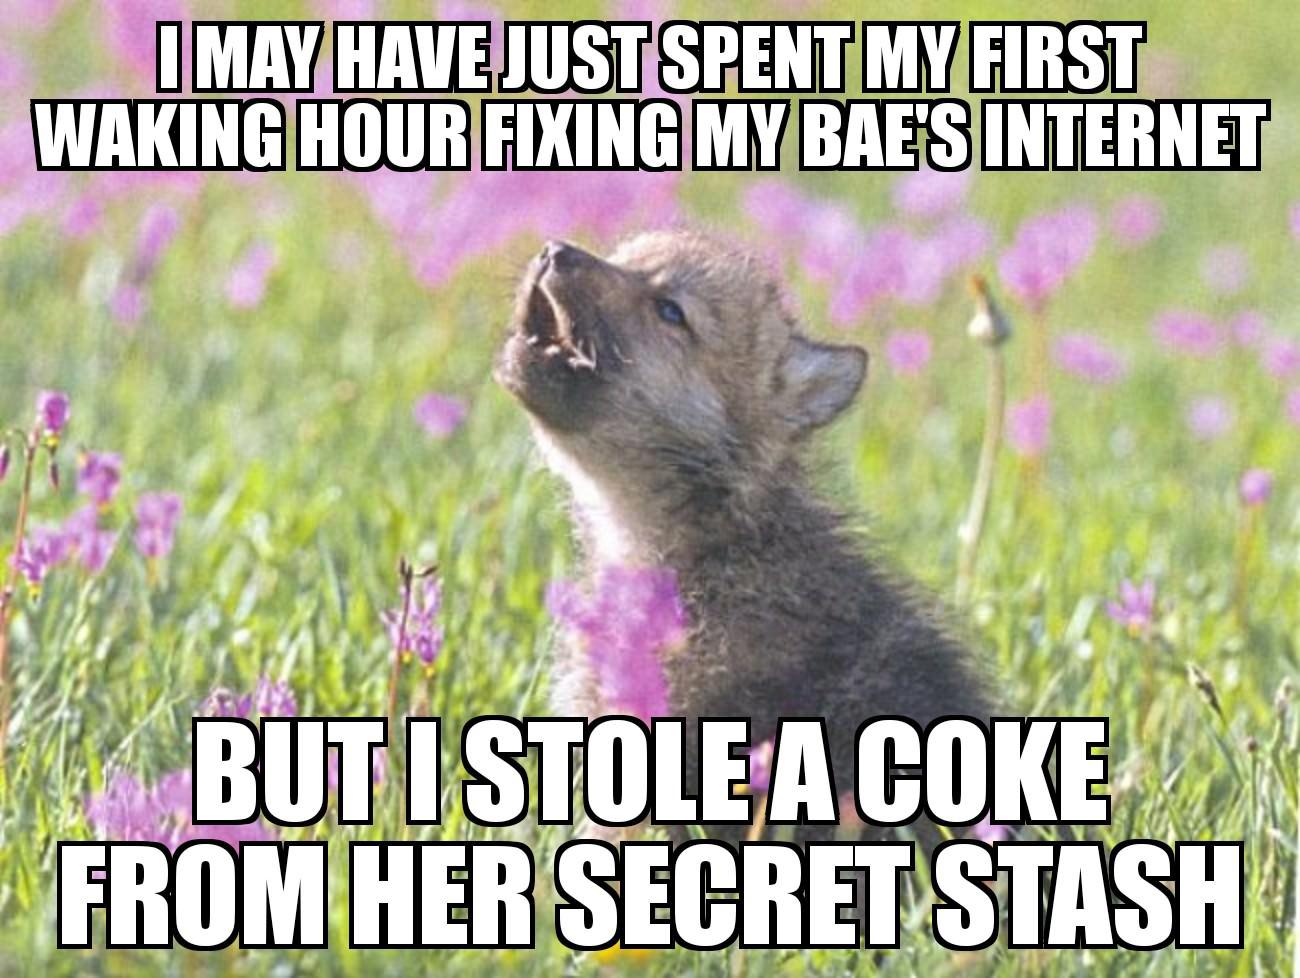 I MAY HAVE JUST SPENT MY FIRST
WAKING HOUR FIXING MY BAE'S INTERNET
BUT I STOLE A COKE
FROM HER SECRET STASH